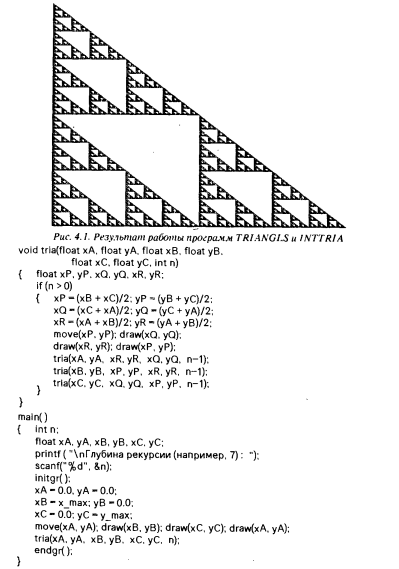 Рис. 4.1. Результат работы программ TRIANGLS и INTTRIA
void tria(float xA, float yA, float xB, float yB,
float xC, float yC, int n)
{ float xP, yP, xQ, yQ, xR, yR;
if (n > 0)
{ xP = (xB + xC)/2; yP = (yB + yC)/2;
xQ = (xC + xA)/2; yQ = (yC + yA)/2;
xR = (xA + xB)/2; yR = (yA + yB)/2;
move(xP, yP); draw(xQ, yQ);
draw(xR, yR); draw(xP, yP);
tria(xA, yA, xR, yR, xQ, yQ, n−1);
tria(xB, yB, xP, yP, xR, yR, n−1);
tria(xC, yC, xQ, yQ, xP, yP, n−1);
}
}
main()
{ int n;
float xA, yA, xB, yB, xC, yC;
printf ( "\nГлубина рекурсии (например, 7) : ");
scanf("%d", &n);
initgr();
xA = 0.0, yA = 0.0;
xB = x_max; yB = 0.0;
xC = 0.0; yC = y_max;
move(xA, yA); draw(xB, yB); draw(xC, yC); draw(xA, yA);
tria(xA, yA, xB, yB, xC, yC, n);
endgr();
}